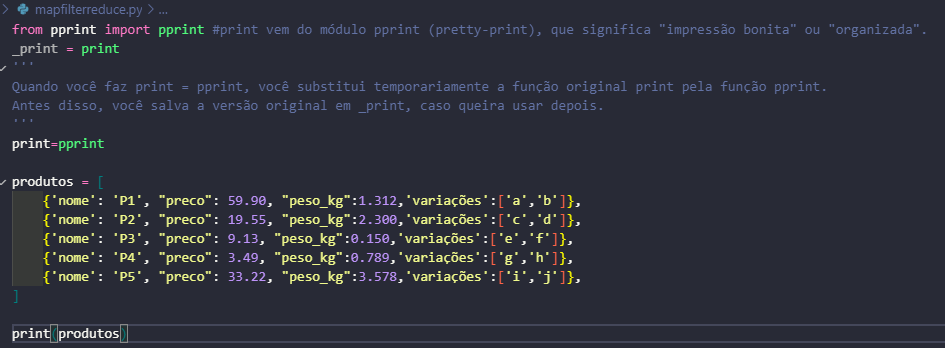 mapfilterreduce.py > ...
from pprint import pprint #print vem do módulo pprint (pretty-print), que significa "impressão bonita" ou "organizada".
_print = print
'''
Quando você faz print = pprint, você substitui temporariamente a função original print pela função pprint.
Antes disso, você salva a versão original em _print, caso queira usar depois.
'''
print=pprint
produtos = [
{'nome': 'P1', "preco": 59.90, "peso_kg":1.312,'variações':['a','b']},
{'nome': 'P2', "preco": 19.55, "peso_kg":2.300,'variações':['c','d']},
{'nome': 'P3', "preco": 9.13, "peso_kg":0.150,'variações':['e','f']},
{'nome': 'P4', "preco": 3.49, "peso_kg":0.789,'variações':['g','h']},
{'nome': 'P5', "preco": 33.22, "peso_kg":3.578,'variações':['i','j']},
]
print(produtos)